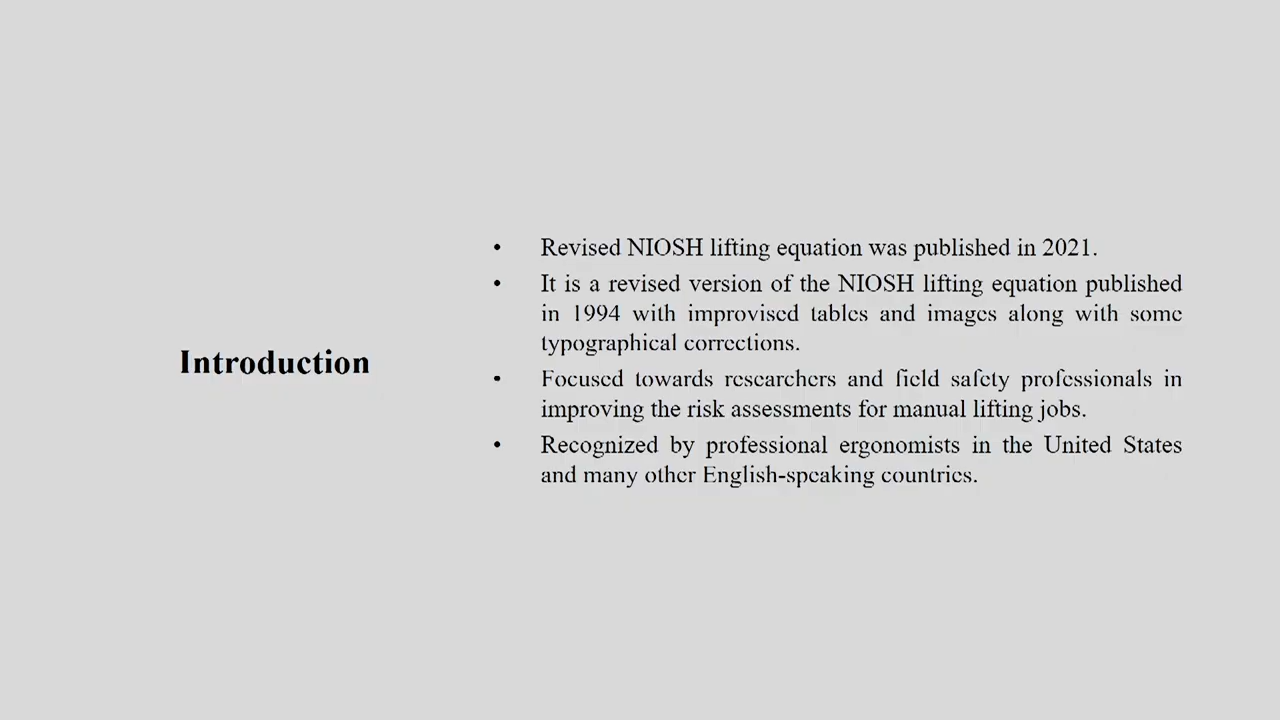 Introduction
• Revised NIOSH lifting equation was published in 2021.
• It is a revised version of the NIOSH lifting equation published
in 1994 with improvised tables and images along with some
typographical corrections.
• Focused towards researchers and field safety professionals in
improving the risk assessments for manual lifting jobs.
• Recognized by professional ergonomists in the United States
and many other English-speaking countries.